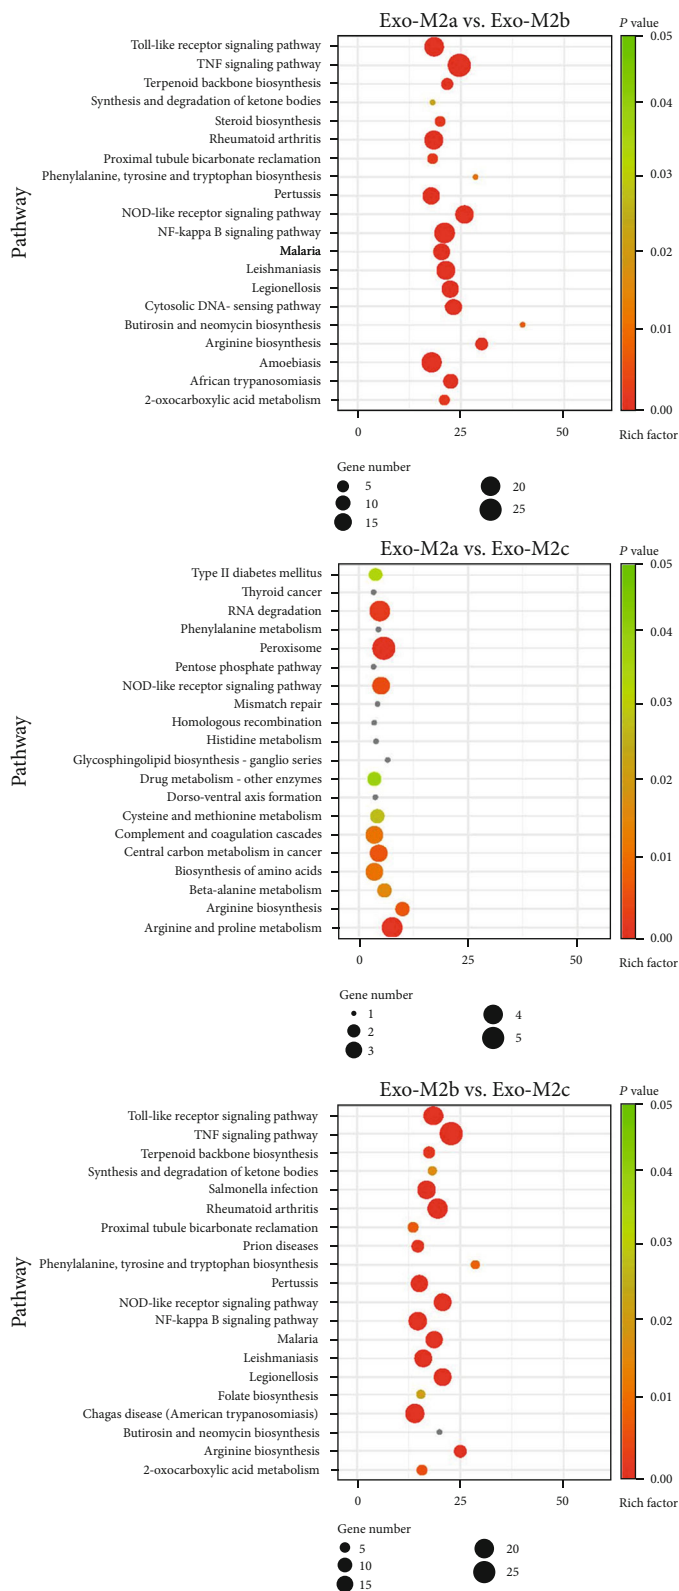 Exo-M2a vs. Exo-M2b
P value
Pathway
Toll-like receptor signaling pathway
TNF signaling pathway
Terpenoid backbone biosynthesis
Synthesis and degradation of ketone bodies
Steroid biosynthesis
Rheumatoid arthritis
Proximal tubule bicarbonate reclamation
Phenylalanine, tyrosine and tryptophan biosynthesis
Pertussis
NOD-like receptor signaling pathway
NF-kappa B signaling pathway
Malaria
Leishmaniasis
Legionellosis
Cytosolic DNA- sensing pathway
Butirosin and neomycin biosynthesis
Arginine biosynthesis
Amoebiasis
African trypanosomiasis
2-oxocarboxylic acid metabolism
0.05
0.04
0.03
0.02
0.01
0.00
0 25 50
Rich factor
Gene number
5 20
10 25
15
Exo-M2a vs. Exo-M2c
P value
Pathway
Type II diabetes mellitus
Thyroid cancer
RNA degradation
Phenylalanine metabolism
Peroxisome
Pentose phosphate pathway
NOD-like receptor signaling pathway
Mismatch repair
Homologous recombination
Histidine metabolism
Glycosphingolipid biosynthesis - ganglio series
Drug metabolism - other enzymes
Dorso-ventral axis formation
Cysteine and methionine metabolism
Complement and coagulation cascades
Central carbon metabolism in cancer
Biosynthesis of amino acids
Beta-alanine metabolism
Arginine biosynthesis
Arginine and proline metabolism
0.05
0.04
0.03
0.02
0.01
0.00
0 25 50
Rich factor
Gene number
1 4
2 5
3
Exo-M2b vs. Exo-M2c
P value
Pathway
Toll-like receptor signaling pathway
TNF signaling pathway
Terpenoid backbone biosynthesis
Synthesis and degradation of ketone bodies
Salmonella infection
Rheumatoid arthritis
Proximal tubule bicarbonate reclamation
Prion diseases
Phenylalanine, tyrosine and tryptophan biosynthesis
Pertussis
NOD-like receptor signaling pathway
NF-kappa B signaling pathway
Malaria
Leishmaniasis
Legionellosis
Folate biosynthesis
Chagas disease (American trypanosomiasis)
Butirosin and neomycin biosynthesis
Arginine biosynthesis
2-oxocarboxylic acid metabolism
0.05
0.04
0.03
0.02
0.01
0.00
0 25 50
Rich factor
Gene number
5 20
10 25
15